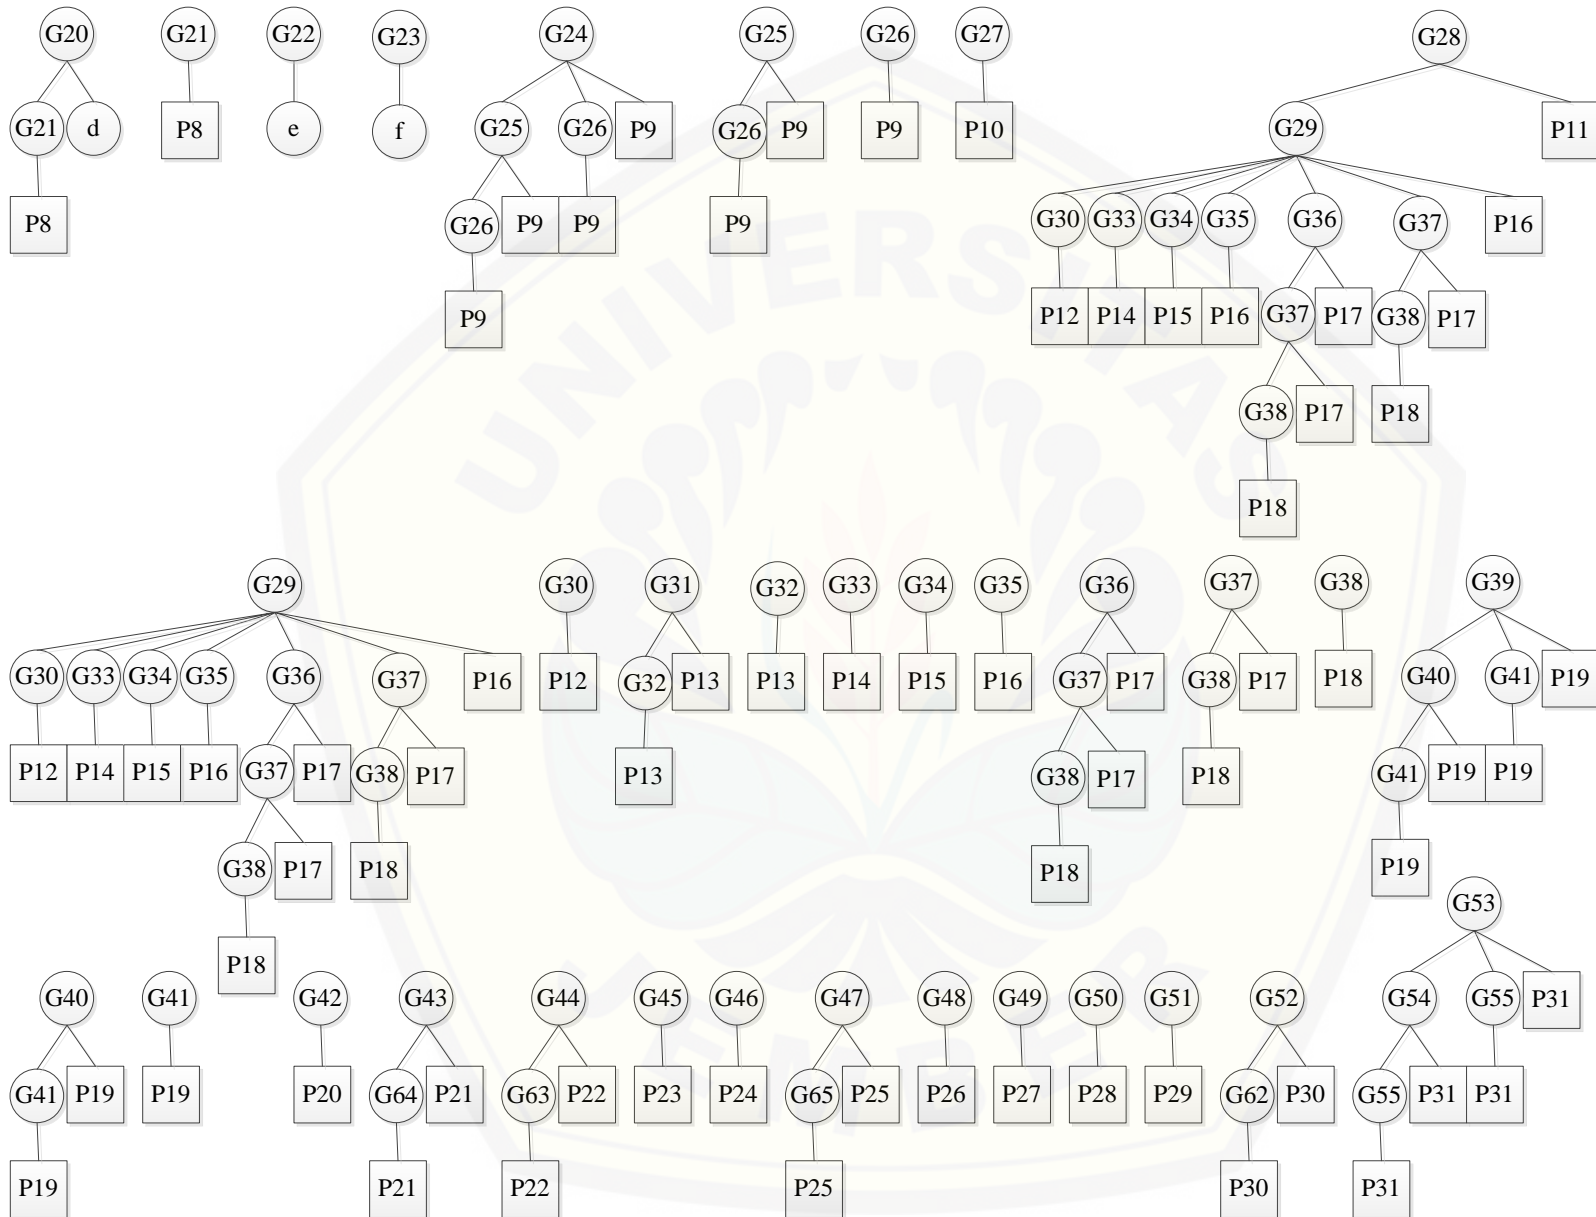 G20 G21 G22 G23 G24 G25 G26 G27 G28
G21 d P8 e f G25 G26 P9 G26 P9 P9 P10 G29 P11
P8 G26 P9 P9 P9 G30 G33 G34 G35 G36 G37 P16
P9 P12 P14 P15 P16 G37 P17 G38 P17
G38 P17 P18
P18
UNIVERSITAS
G29 G30 G31 G32 G33 G34 G35 G36 G37 G38 G39
G30 G33 G34 G35 G36 G37 P16 P12 G32 P13 P13 P14 P15 P16 G37 P17 G38 P17 P18 G40 G41 P19
P12 P14 P15 P16 G37 P17 G38 P17 P13 G38 P17 P18 G41 P19 P19
G38 P17 P18 P18 P19
P18 G53
G40 G41 G42 G43 G44 G45 G46 G47 G48 G49 G50 G51 G52 G54 G55 P31
G41 P19 P19 P20 G64 P21 G63 P22 P23 P24 G65 P25 P26 P27 P28 P29 G62 P30 G55 P31 P31
P19 P21 P22 P25 P30 P31
JEMBER